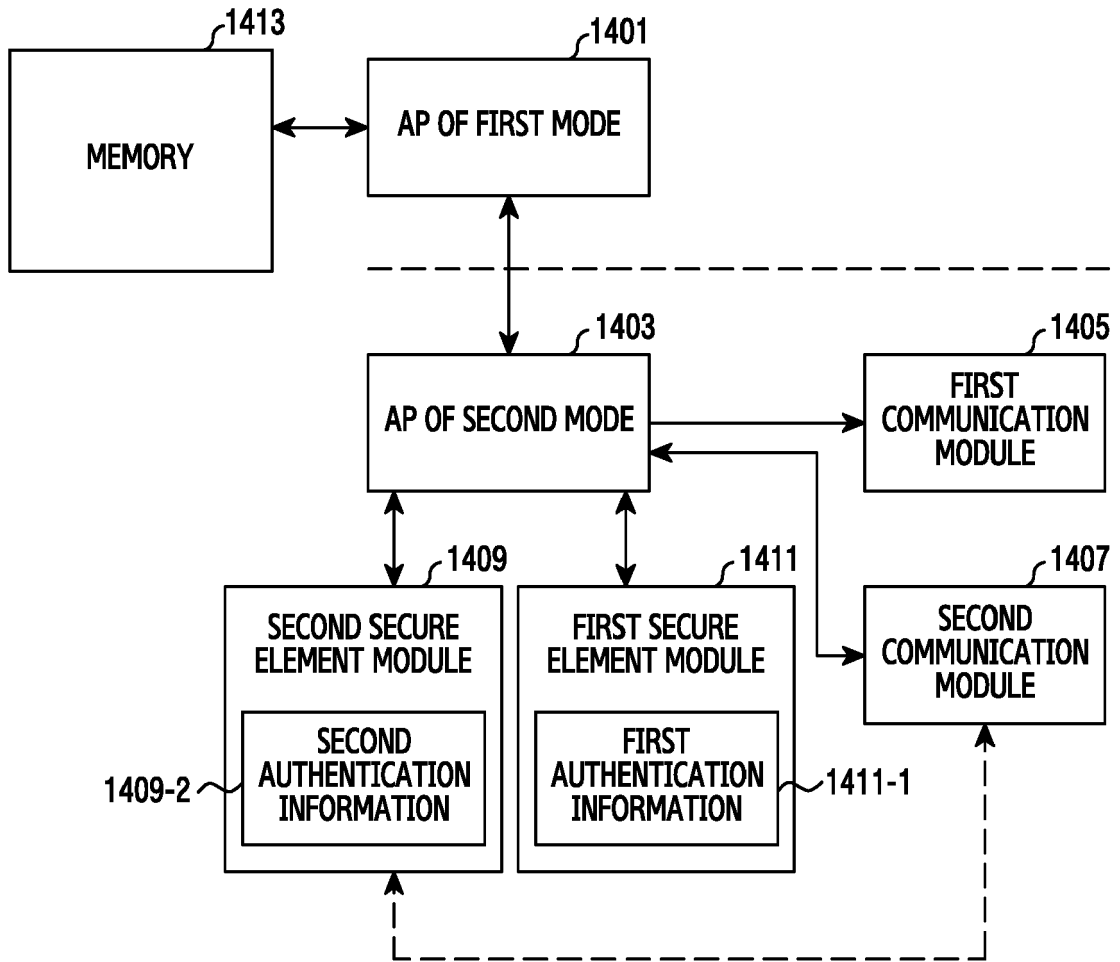 1413
1401
MEMORY
AP OF FIRST MODE
1403
1405
AP OF SECOND MODE
FIRST
COMMUNICATION
MODULE
1409
1411
1407
SECOND SECURE
ELEMENT MODULE
FIRST SECURE
ELEMENT MODULE
SECOND
COMMUNICATION
MODULE
1409-2
SECOND
AUTHENTICATION
INFORMATION
FIRST
AUTHENTICATION
INFORMATION
1411-1